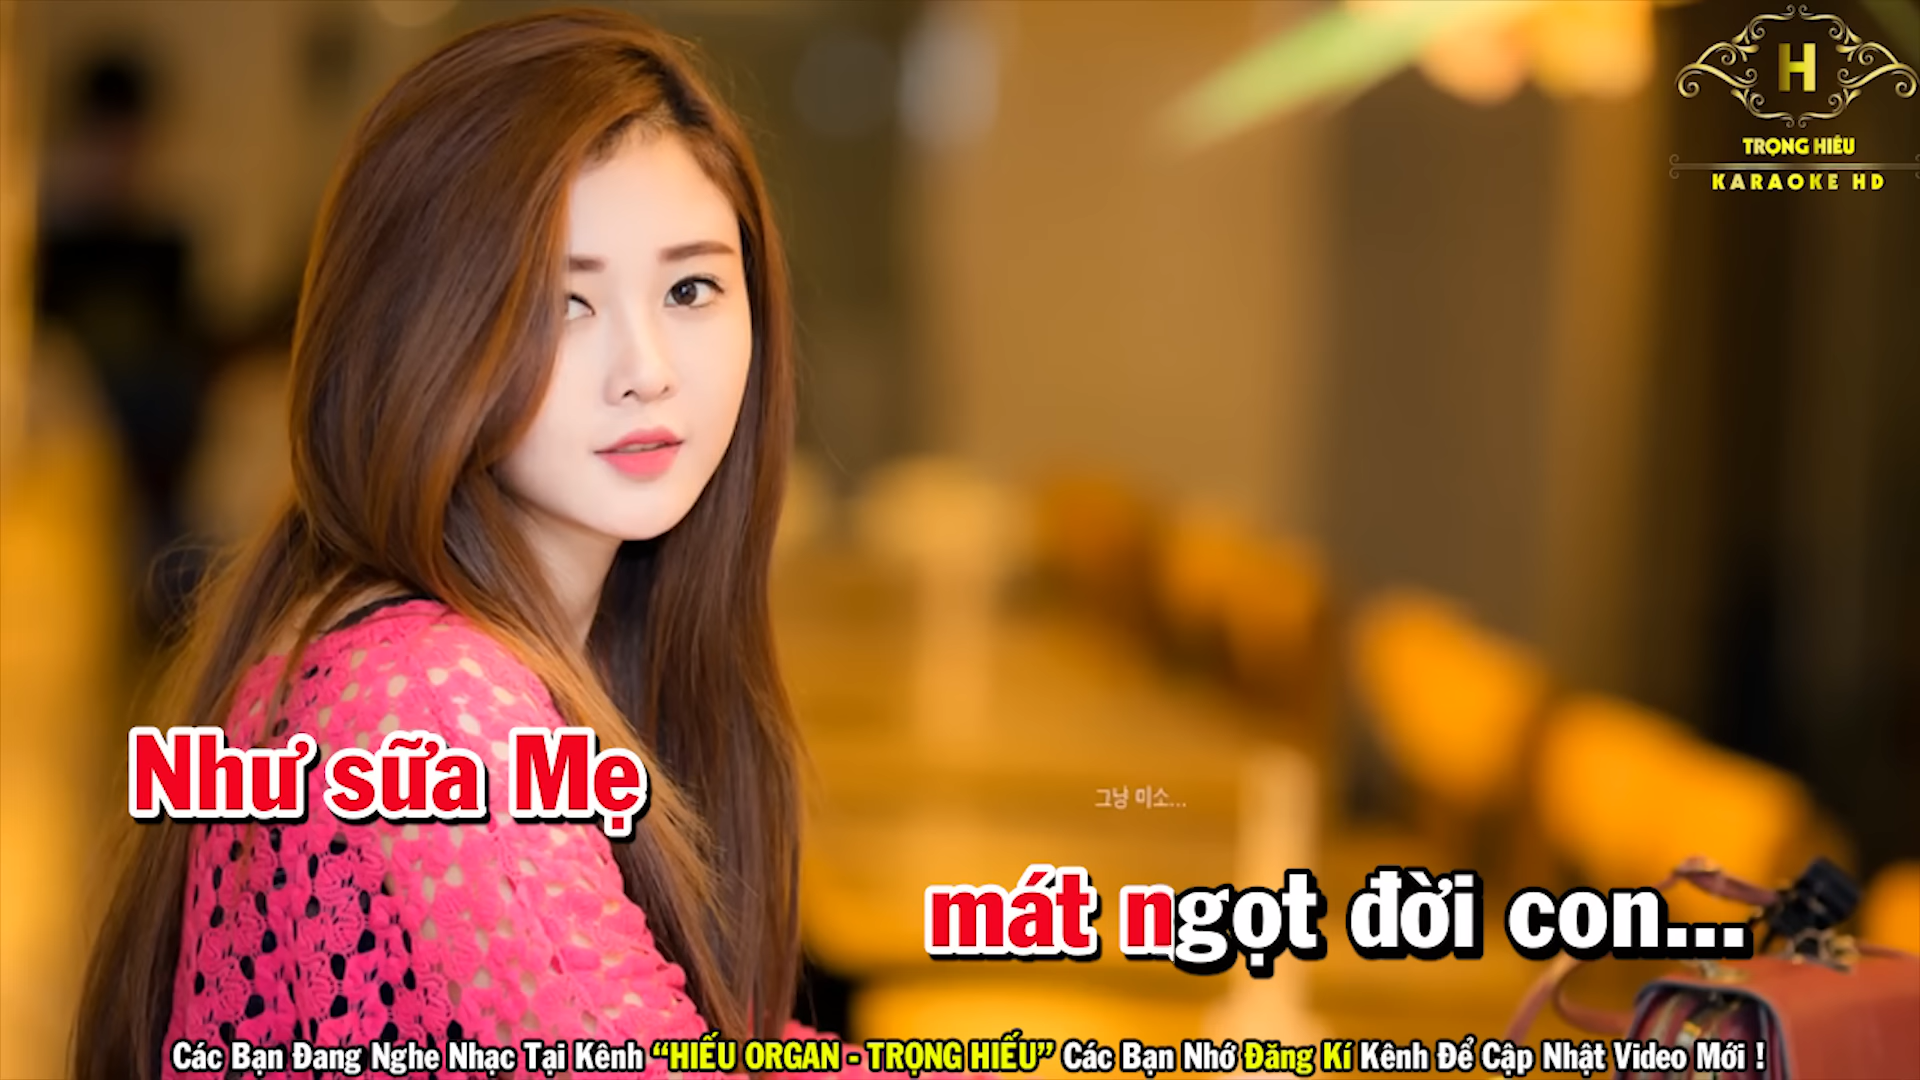 H
TRỌNG HIẾU
KARAOKE HD
Như sữa Mẹ
그냥 미소...
mát ngọt đời con...
Các Bạn Đang Nghe Nhạc Tại Kênh “HIẾU ORGAN - TRỌNG HIẾU” Các Bạn Nhớ Đăng Kí Kênh Để Cập Nhật Video Mới !